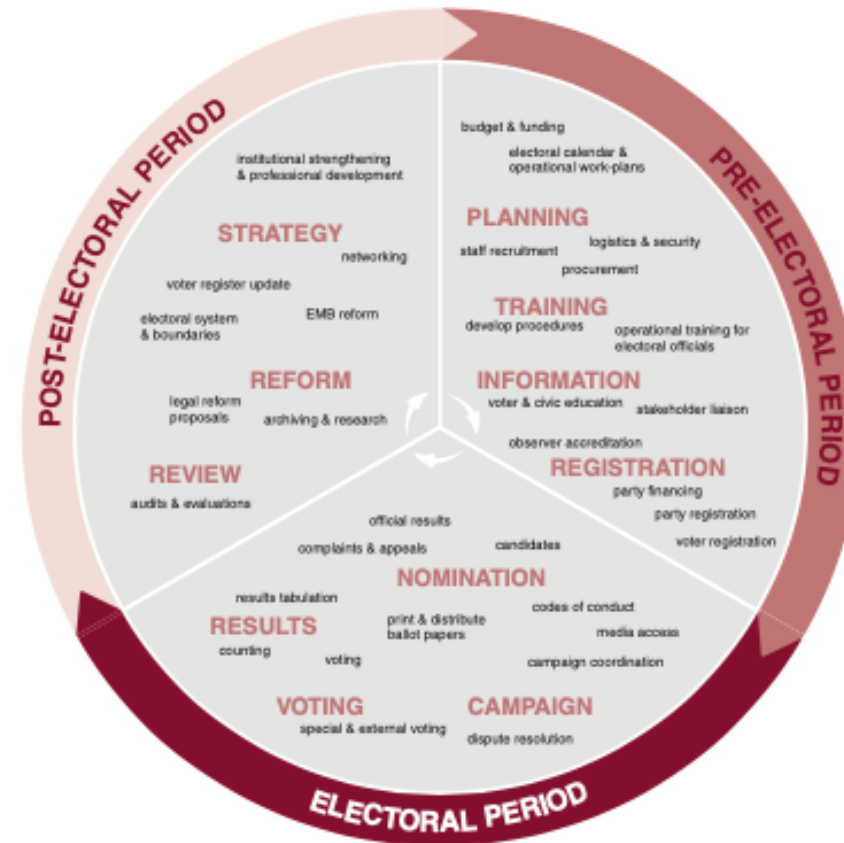 POST-ELECTORAL PERIOD
institutional strengthening
& professional development
STRATEGY
networking
voter register update
electoral system
& boundaries
EMB reform
REFORM
legal reform
proposals
archiving & research
REVIEW
audits & evaluations
PRE-ELECTORAL PERIOD
budget & funding
electoral calendar &
operational work-plans
PLANNING
staff recruitment
logistics & security
procurement
TRAINING
develop procedures
operational training for
electoral officials
INFORMATION
voter & civic education
stakeholder liaison
observer accreditation
REGISTRATION
party financing
party registration
voter registration
ELECTORAL PERIOD
official results
complaints & appeals
candidates
NOMINATION
results tabulation
print & distribute
ballot papers
codes of conduct
RESULTS
media access
counting
voting
campaign coordination
VOTING
CAMPAIGN
special & external voting
dispute resolution